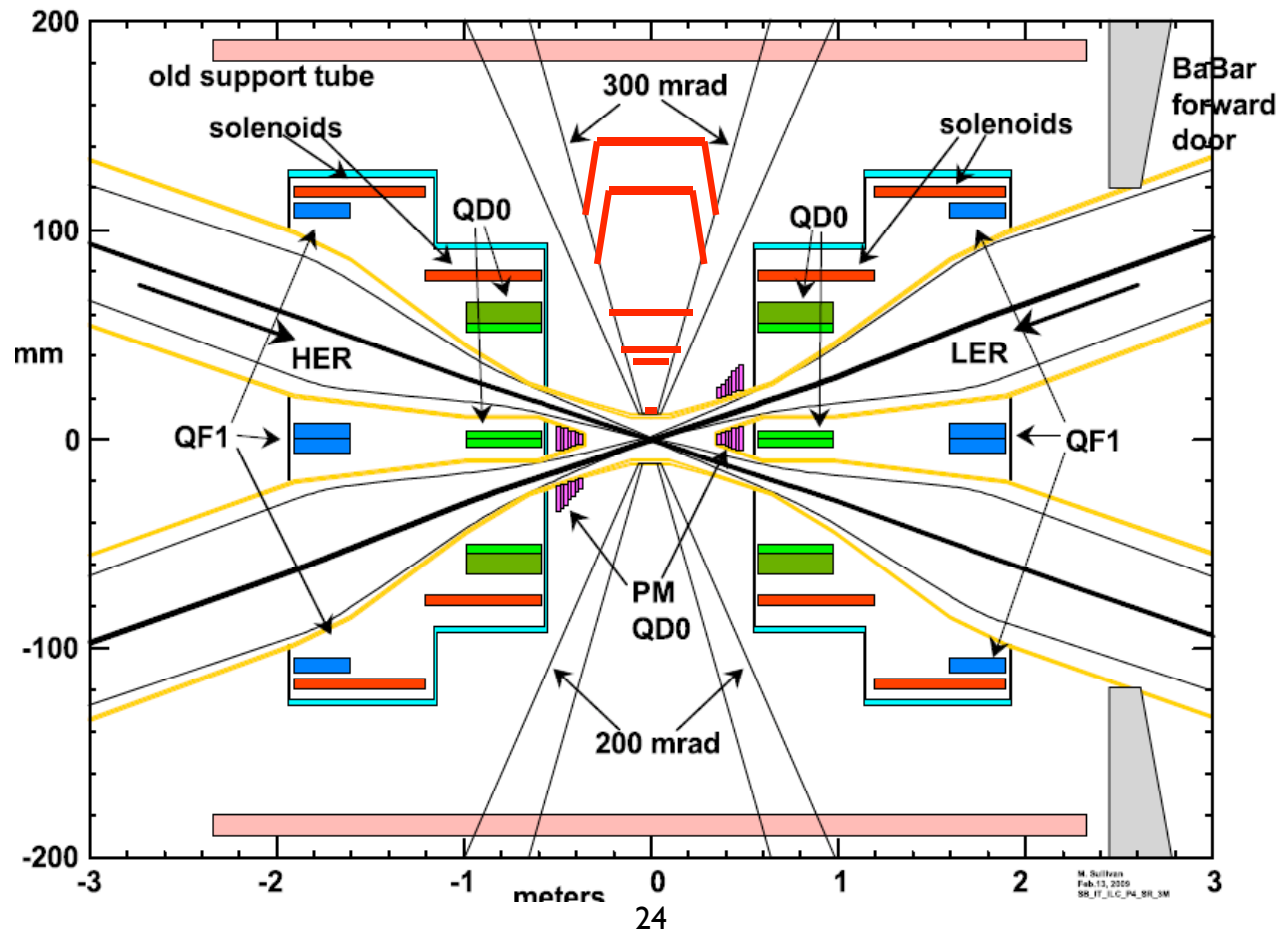 200
old support tube
300 mrad
BaBar
forward
door
solenoids
solenoids
QD0
QD0
100
mm
HER
LER
QF1
0
QF1
PM
QD0
-100
200 mrad
-200
-3
-2
-1
0
1
2
3
meters
M. Sullivan
Feb.13, 2009
SB_IT_ILC_P4_SR_3M
24